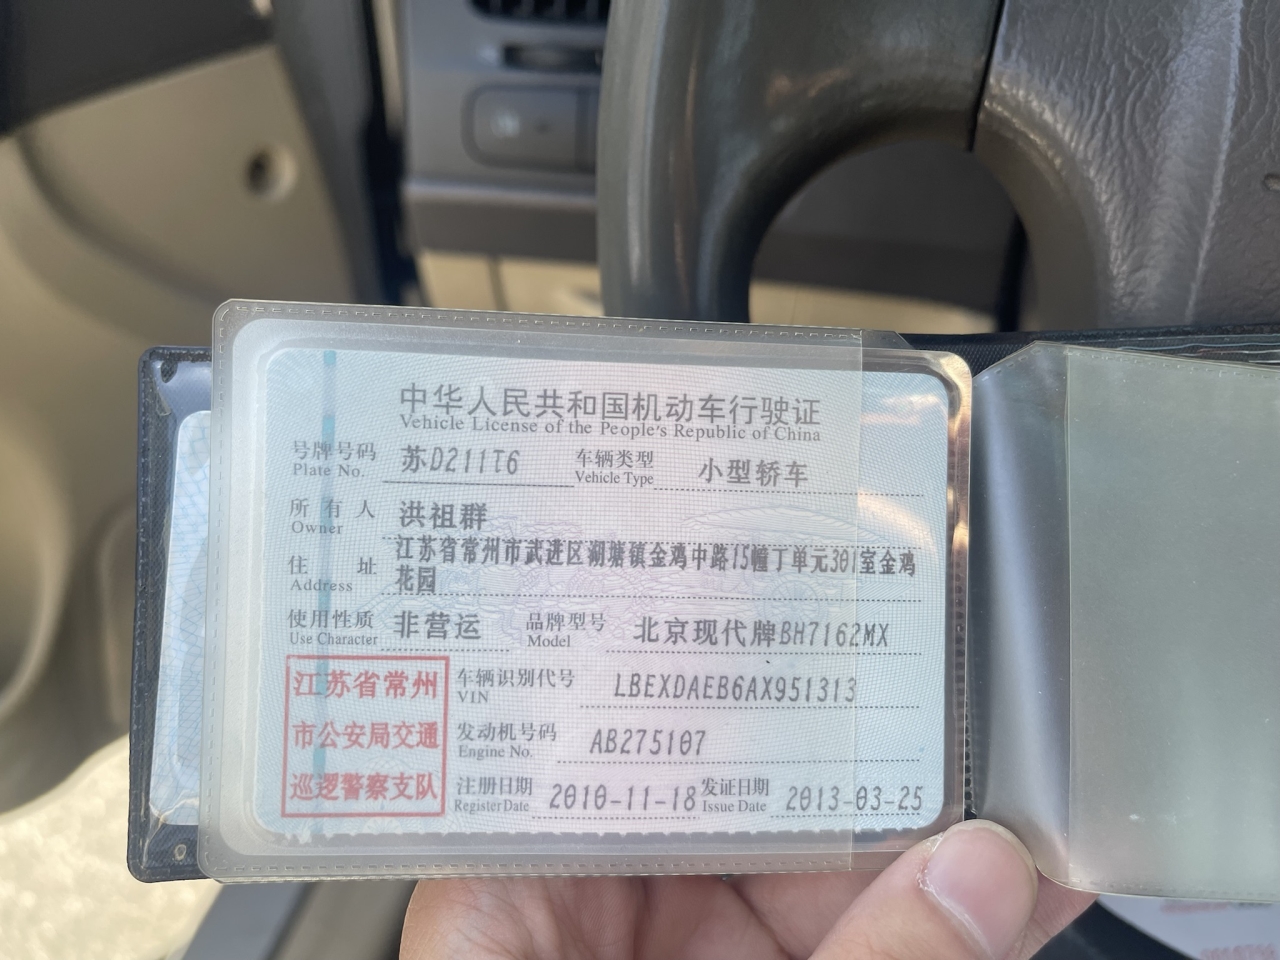 中华人民共和国机动车行驶证
Vehicle License of the People's Republic of China
号牌号码 苏D211T6 车辆类型 小型轿车
Plate No. Vehicle Type
所有人 洪祖群
Owner
住址 江苏省常州市武进区湖塘镇金鸡中路15幢丁单元301室金鸡
花园
Address
使用性质 非营运 品牌型号 北京现代牌BH7162MX
Use Character Model
江苏省常州
市公安局交通
巡逻警察支队
车辆识别代号 LBEXDAEB6AX951313
VIN
发动机号码 AB275107
Engine No.
注册日期 2010-11-18 发证日期 2013-03-25
Register Date Issue Date